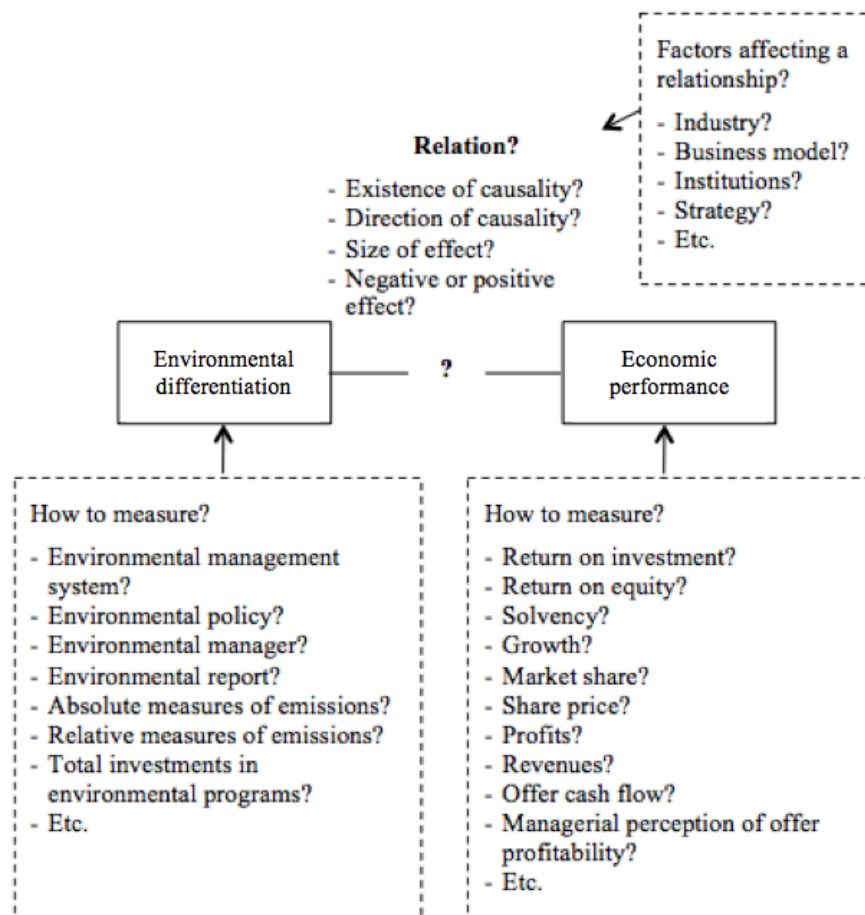 Factors affecting a
relationship?
- Industry?
- Business model?
- Institutions?
- Strategy?
- Etc.
Relation?
- Existence of causality?
- Direction of causality?
- Size of effect?
- Negative or positive
effect?
Environmental
differentiation
?
Economic
performance
How to measure?
- Environmental management
system?
- Environmental policy?
- Environmental manager?
- Environmental report?
- Absolute measures of emissions?
- Relative measures of emissions?
- Total investments in
environmental programs?
- Etc.
How to measure?
- Return on investment?
- Return on equity?
- Solvency?
- Growth?
- Market share?
- Share price?
- Profits?
- Revenues?
- Offer cash flow?
- Managerial perception of offer
profitability?
- Etc.